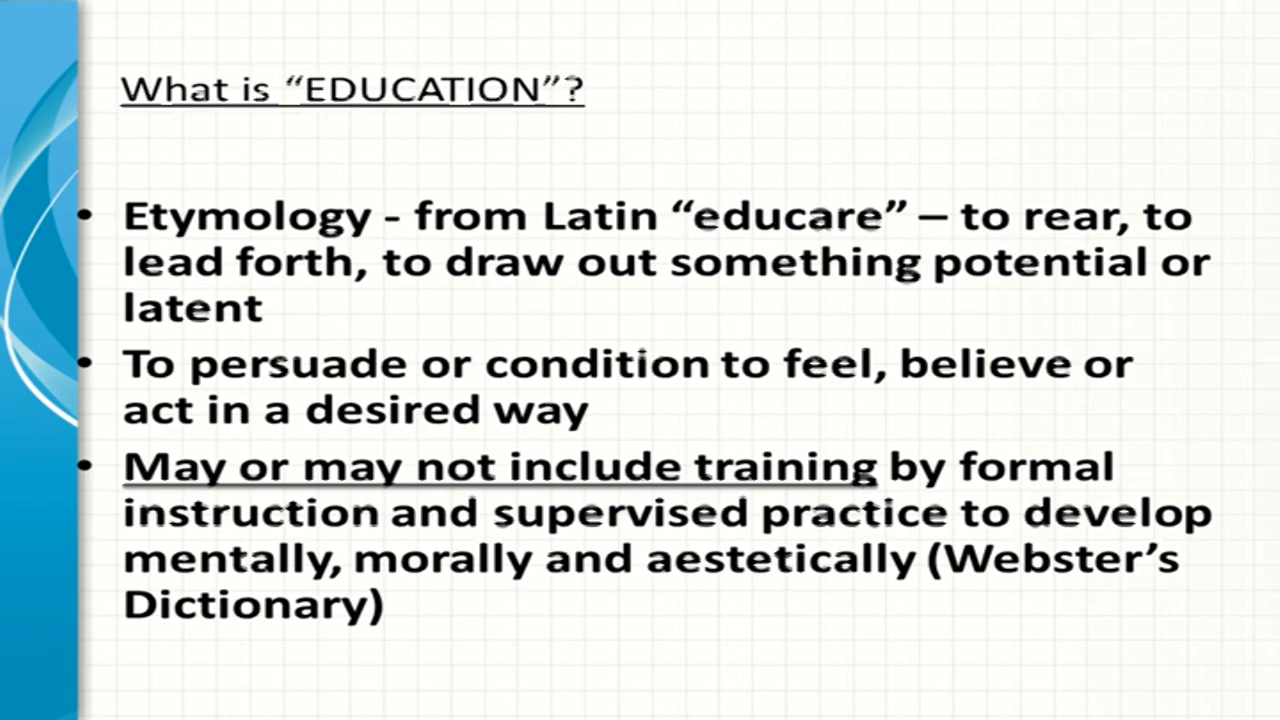 What is “EDUCATION”?
• Etymology - from Latin “educare” – to rear, to
lead forth, to draw out something potential or
latent
• To persuade or condition to feel, believe or
act in a desired way
• May or may not include training by formal
instruction and supervised practice to develop
mentally, morally and aestetically (Webster’s
Dictionary)